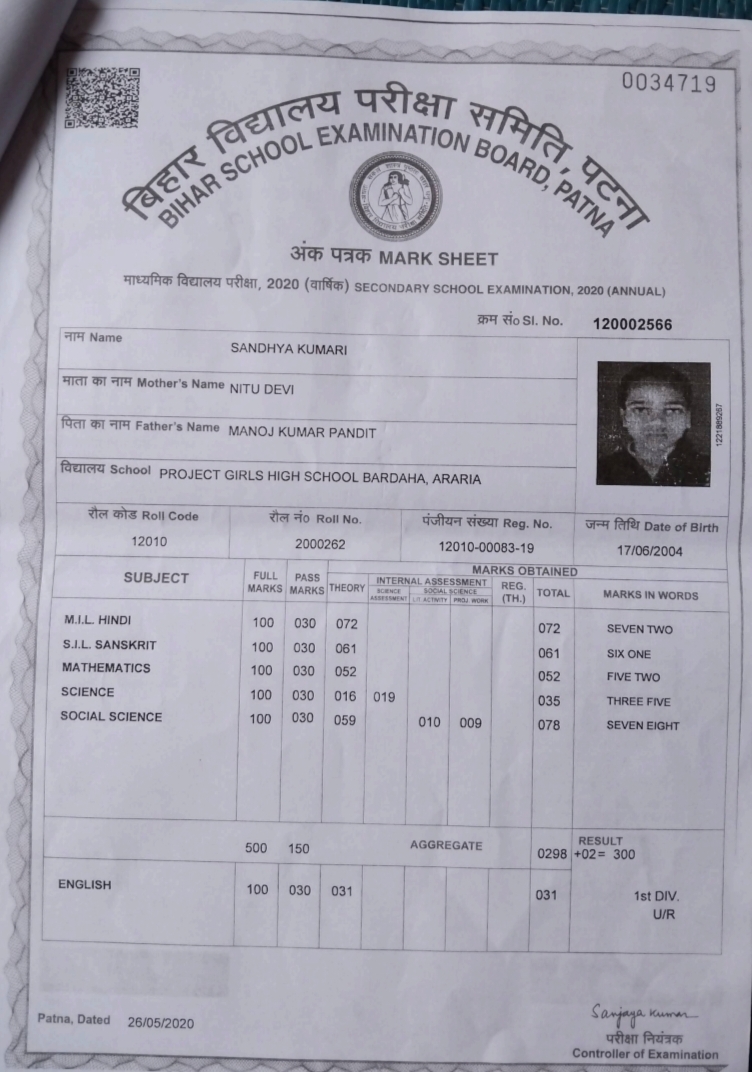 0034719
बिहार विद्यालय परीक्षा समिति, पटना
BIHAR SCHOOL EXAMINATION BOARD, PATNA
अंक पत्रक MARK SHEET
माध्यमिक विद्यालय परीक्षा, 2020 (वार्षिक) SECONDARY SCHOOL EXAMINATION, 2020 (ANNUAL)
क्रम सं० Sl. No. 120002566
नाम Name SANDHYA KUMARI
माता का नाम Mother's Name NITU DEVI
पिता का नाम Father's Name MANOJ KUMAR PANDIT
1221889267
विद्यालय School PROJECT GIRLS HIGH SCHOOL BARDAHA, ARARIA
रौल कोड Roll Code रौल नं० Roll No. पंजीयन संख्या Reg. No. जन्म तिथि Date of Birth
12010 2000262 12010-00083-19 17/06/2004
MARKS OBTAINED
SUBJECT FULL MARKS PASS MARKS THEORY INTERNAL ASSESSMENT REG. (TH.) TOTAL MARKS IN WORDS
SCIENCE ASSESSMENT SOCIAL SCIENCE LIT. ACTIVITY PROJ. WORK
M.I.L. HINDI 100 030 072 072 SEVEN TWO
S.I.L. SANSKRIT 100 030 061 061 SIX ONE
MATHEMATICS 100 030 052 052 FIVE TWO
SCIENCE 100 030 016 019 035 THREE FIVE
SOCIAL SCIENCE 100 030 059 010 009 078 SEVEN EIGHT
500 150 AGGREGATE 0298 RESULT +02= 300
ENGLISH 100 030 031 031 1st DIV.
U/R
Patna, Dated 26/05/2020
Sanjaya Kumar
परीक्षा नियंत्रक
Controller of Examination